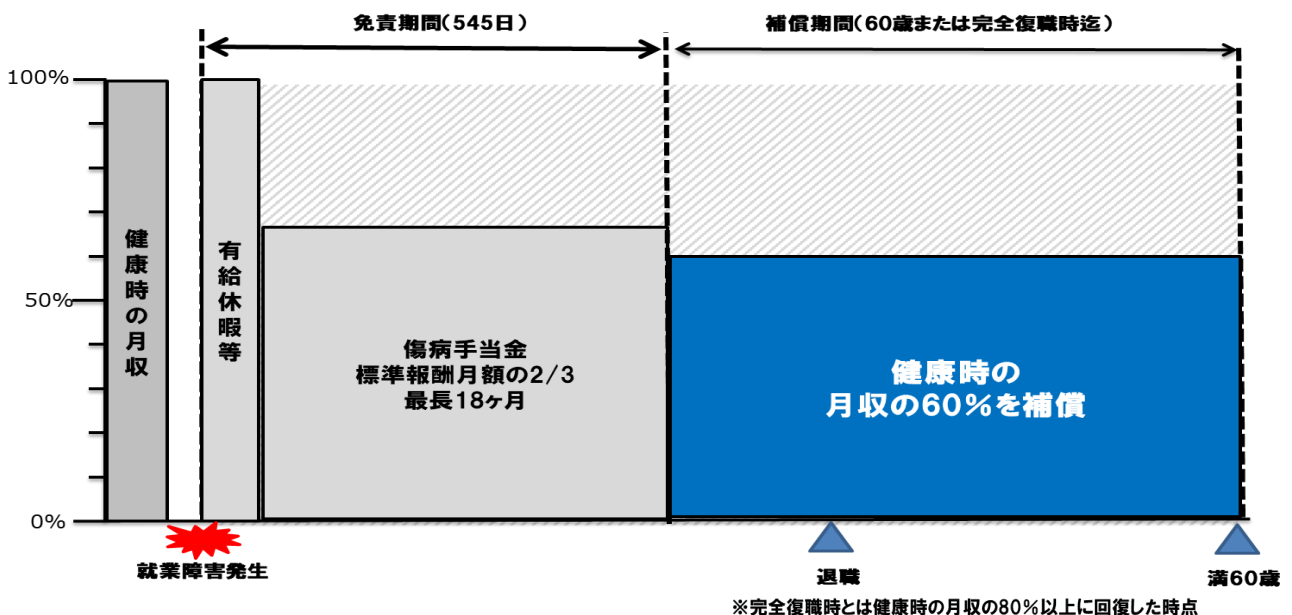 免責期間(545日)
補償期間(60歳または完全復職時迄)
100%
50%
0%
健康時の月収
有給休暇等
傷病手当金
標準報酬月額の2/3
最長18ヶ月
健康時の
月収の60%を補償
就業障害発生
退職
満60歳
※完全復職時とは健康時の月収の80%以上に回復した時点